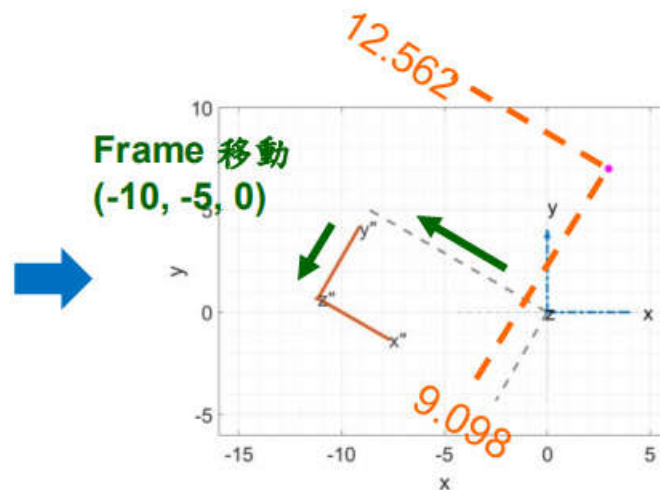 12.562
10
Frame 移動
(-10, -5, 0)
5
y
y"
y
0
z"
z
x
x"
-5
9.098
-15
-10
-5
0
5
x